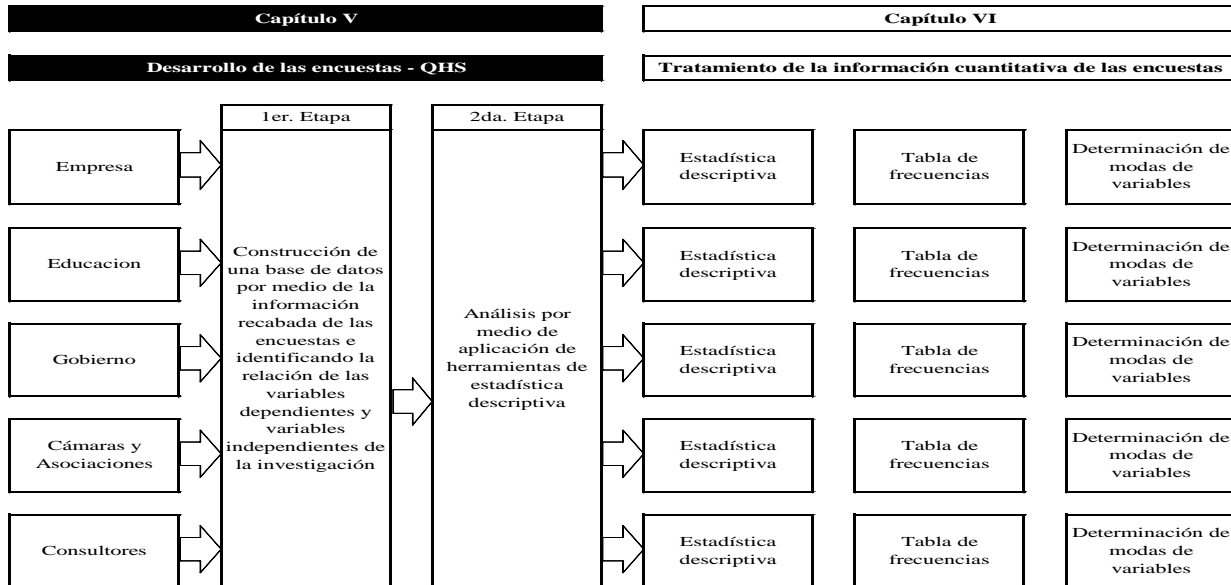 Capítulo V
Capítulo VI
Desarrollo de las encuestas - QHS
Tratamiento de la información cuantitativa de las encuestas
1er. Etapa
2da. Etapa
Empresa
Educacion
Gobierno
Cámaras y
Asociaciones
Consultores
Construcción de
una base de datos
por medio de la
información
recabada de las
encuestas e
identificando la
relación de las
variables
dependientes y
variables
independientes de
la investigación
Análisis por
medio de
aplicación de
herramientas de
estadística
descriptiva
Estadística
descriptiva
Tabla de
frecuencias
Determinación de
modas de
variables
Estadística
descriptiva
Tabla de
frecuencias
Determinación de
modas de
variables
Estadística
descriptiva
Tabla de
frecuencias
Determinación de
modas de
variables
Estadística
descriptiva
Tabla de
frecuencias
Determinación de
modas de
variables
Estadística
descriptiva
Tabla de
frecuencias
Determinación de
modas de
variables